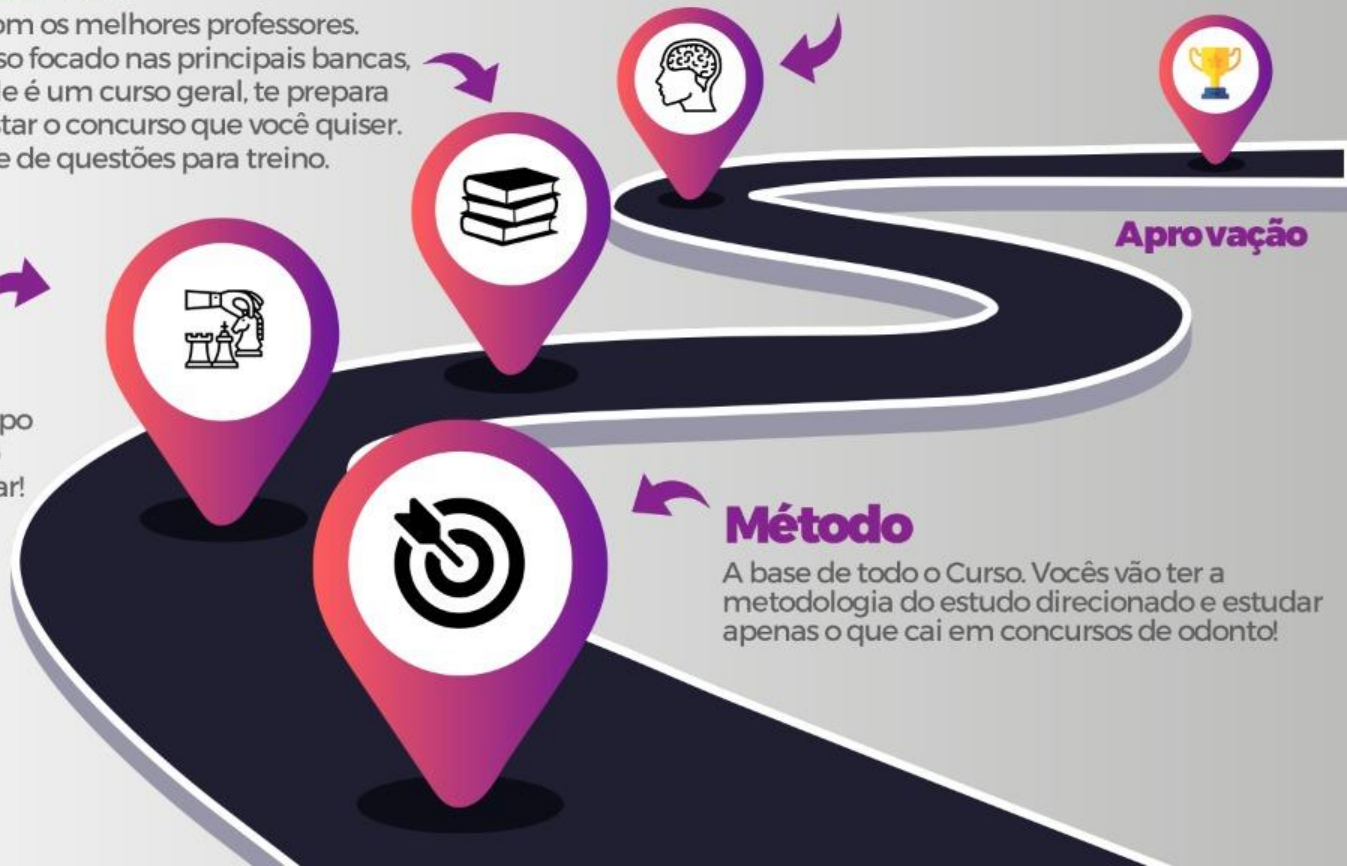 om os melhores professores.
so focado nas principais bancas,
le é um curso geral, te prepara
star o concurso que você quiser.
e de questões para treino.
po
ar!
Aprovação
Método
A base de todo o Curso. Vocês vão ter a
metodologia do estudo direcionado e estudar
apenas o que cai em concursos de odonto!